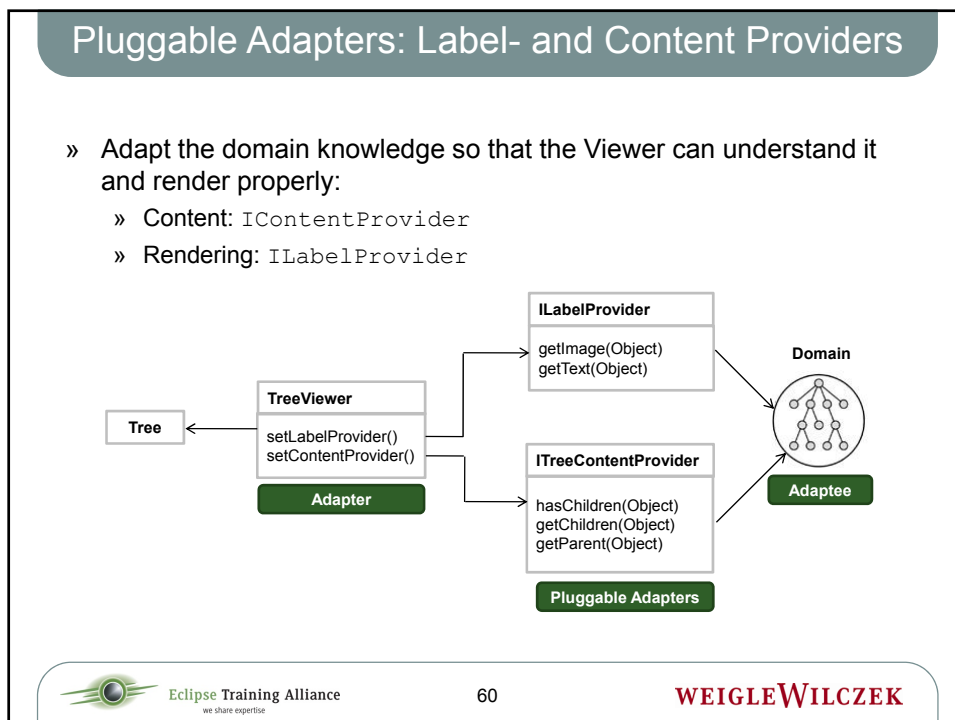 Pluggable Adapters: Label- and Content Providers
» Adapt the domain knowledge so that the Viewer can understand it
and render properly:
» Content: IContentProvider
» Rendering: ILabelProvider
ILabelProvider
getImage(Object)
getText(Object)
Domain
TreeViewer
setLabelProvider()
setContentProvider()
Tree
Adapter
ITreeContentProvider
hasChildren(Object)
getChildren(Object)
getParent(Object)
Adaptee
Pluggable Adapters
Eclipse Training Alliance
we share expertise
60
WEIGLEWILCZEK